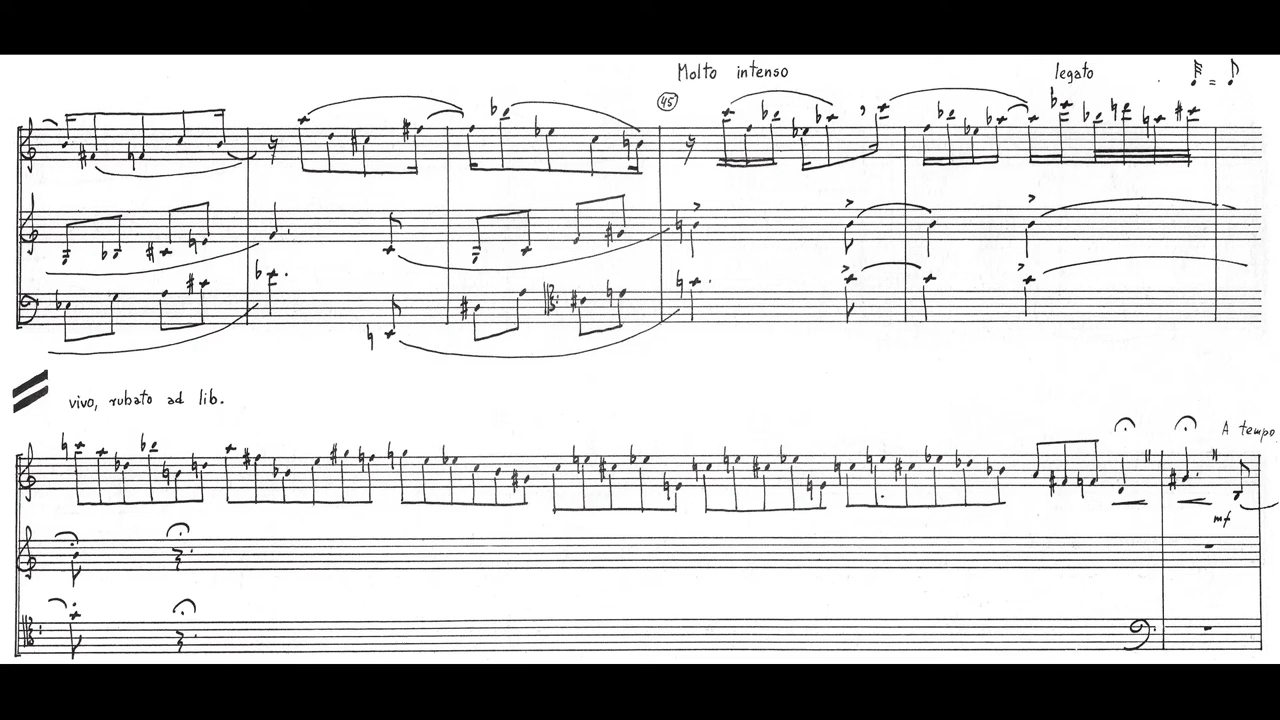 Molto intenso
legato
=
45
vivo, rubato ad lib.
A tempo
mf